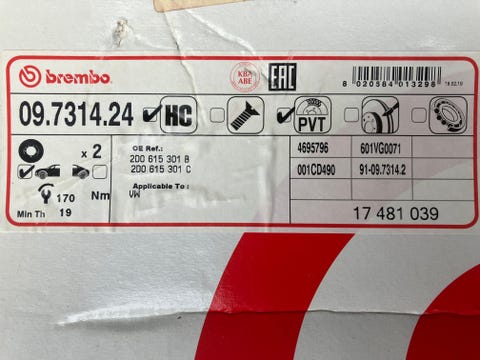 brembo
KBA
ABE
EAC
8 020584 013298
09.7314.24
HC
PVT
x 2
OE Ref.:
2D0 615 301 B
2D0 615 301 C
4695796
601VG0071
001CD490
91-09.7314.2
170 Nm
Applicable To :
VW
Min Th 19
17 481 039